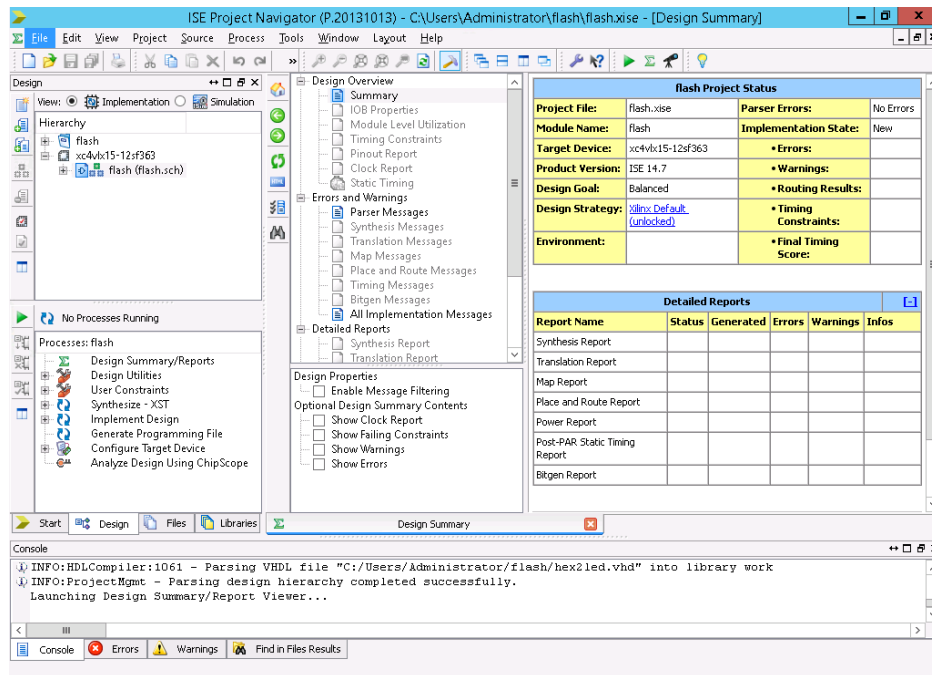 ISE Project Navigator (P.20131013) - C:\Users\Administrator\flash\flash.xise - [Design Summary]
File Edit View Project Source Process Tools Window Layout Help
Design
View: Implementation Simulation
Hierarchy
flash
xc4vlx15-12sf363
flash (flash.sch)
No Processes Running
Processes: flash
Design Summary/Reports
Design Utilities
User Constraints
Synthesize - XST
Implement Design
Generate Programming File
Configure Target Device
Analyze Design Using ChipScope
Start Design Files Libraries
Design Overview
Summary
IOB Properties
Module Level Utilization
Timing Constraints
Pinout Report
Clock Report
Static Timing
Errors and Warnings
Parser Messages
Synthesis Messages
Translation Messages
Map Messages
Place and Route Messages
Timing Messages
Bitgen Messages
All Implementation Messages
Detailed Reports
Synthesis Report
Translation Report
Design Properties
Enable Message Filtering
Optional Design Summary Contents
Show Clock Report
Show Failing Constraints
Show Warnings
Show Errors
flash Project Status
Project File: flash.xise Parser Errors: No Errors
Module Name: flash Implementation State: New
Target Device: xc4vlx15-12sf363 • Errors:
Product Version: ISE 14.7 • Warnings:
Design Goal: Balanced • Routing Results:
Design Strategy: Xilinx Default (unlocked) • Timing Constraints:
Environment: • Final Timing Score:
Detailed Reports [-]
Report Name Status Generated Errors Warnings Infos
Synthesis Report
Translation Report
Map Report
Place and Route Report
Power Report
Post-PAR Static Timing
Report
Bitgen Report
Design Summary
Console
INFO:HDLCompiler:1061 - Parsing VHDL file "C:/Users/Administrator/flash/hex2led.vhd" into library work
INFO:ProjectMgmt - Parsing design hierarchy completed successfully.
Launching Design Summary/Report Viewer...
Console Errors Warnings Find in Files Results